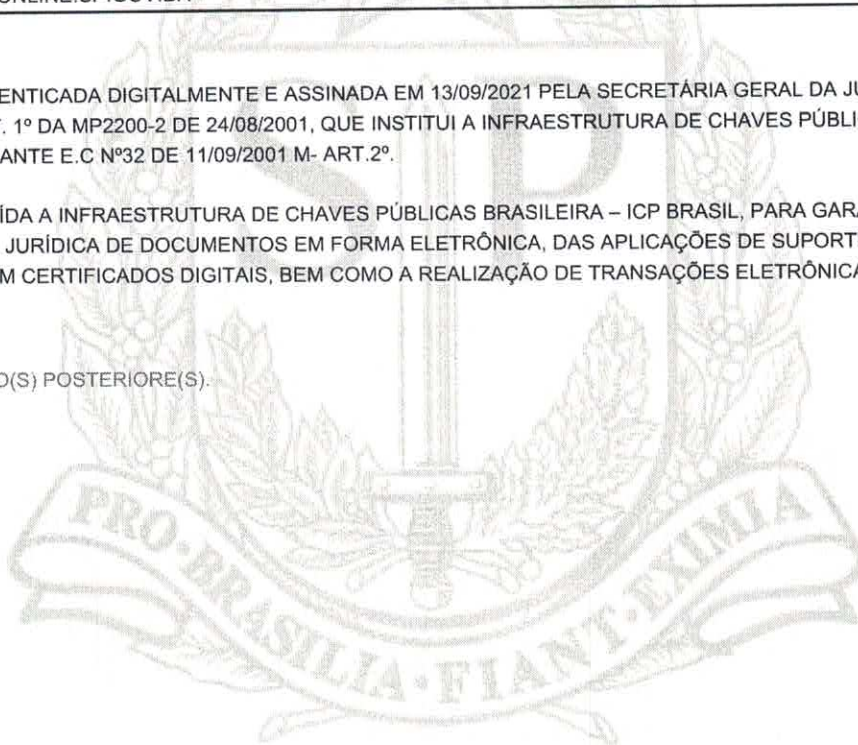 ENTICADA DIGITALMENTE E ASSINADA EM 13/09/2021 PELA SECRETÁRIA GERAL DA JU
. 1º DA MP2200-2 DE 24/08/2001, QUE INSTITUI A INFRAESTRUTURA DE CHAVES PÚBLI
ANTE E.C Nº32 DE 11/09/2001 M- ART.2º.
ÍDA A INFRAESTRUTURA DE CHAVES PÚBLICAS BRASILEIRA – ICP BRASIL, PARA GARA
JURÍDICA DE DOCUMENTOS EM FORMA ELETRÔNICA, DAS APLICAÇÕES DE SUPORT
M CERTIFICADOS DIGITAIS, BEM COMO A REALIZAÇÃO DE TRANSAÇÕES ELETRÔNICA
O(S) POSTERIORE(S).
SP
PRO·BRASILIA·FIANT·EXIMIA